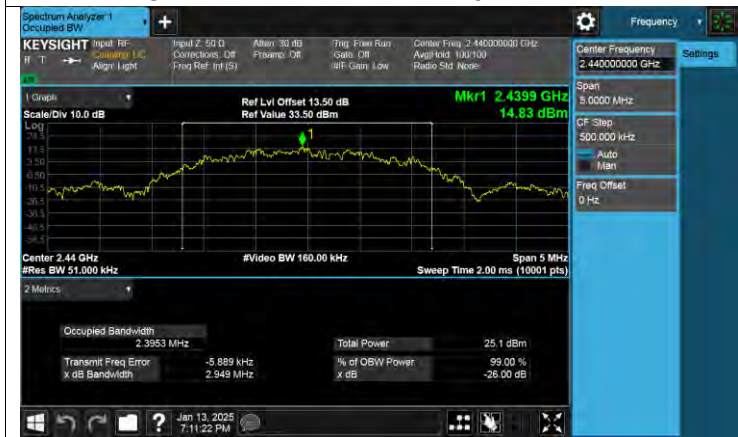 Spectrum Analyzer 1
Occupied BW
Frequency
KEYSIGHT Input: RF
R T
Coupling: DC
Align: Light
Input Z: 50 Ω
Corrections: Off
Freq Ref: Int (S)
Atten: 30 dB
Preamp: Off
Trig: Free Run
Gate: Off
#IF Gain: Low
Center Freq: 2.440000000 GHz
Avg|Hold: 100/100
Radio Std: None
Center Frequency
2.440000000 GHz
Settings
Span
5.0000 MHz
CF Step
500.000 kHz
Auto
Man
Freq Offset
0 Hz
1 Graph
Scale/Div 10.0 dB
Ref Lvl Offset 13.50 dB
Ref Value 33.50 dBm
Mkr1 2.4399 GHz
14.83 dBm
Log
23.5
13.5
3.50
-6.50
-16.5
-26.5
-36.5
-46.5
-56.5
1
Center 2.44 GHz
#Video BW 160.00 kHz
Span 5 MHz
#Res BW 51.000 kHz
Sweep Time 2.00 ms (10001 pts)
2 Metrics
Occupied Bandwidth
2.3953 MHz
Total Power 25.1 dBm
Transmit Freq Error -5.889 kHz
% of OBW Power 99.00 %
x dB Bandwidth 2.949 MHz
x dB -26.00 dB
Jan 13, 2025
7:11:22 PM